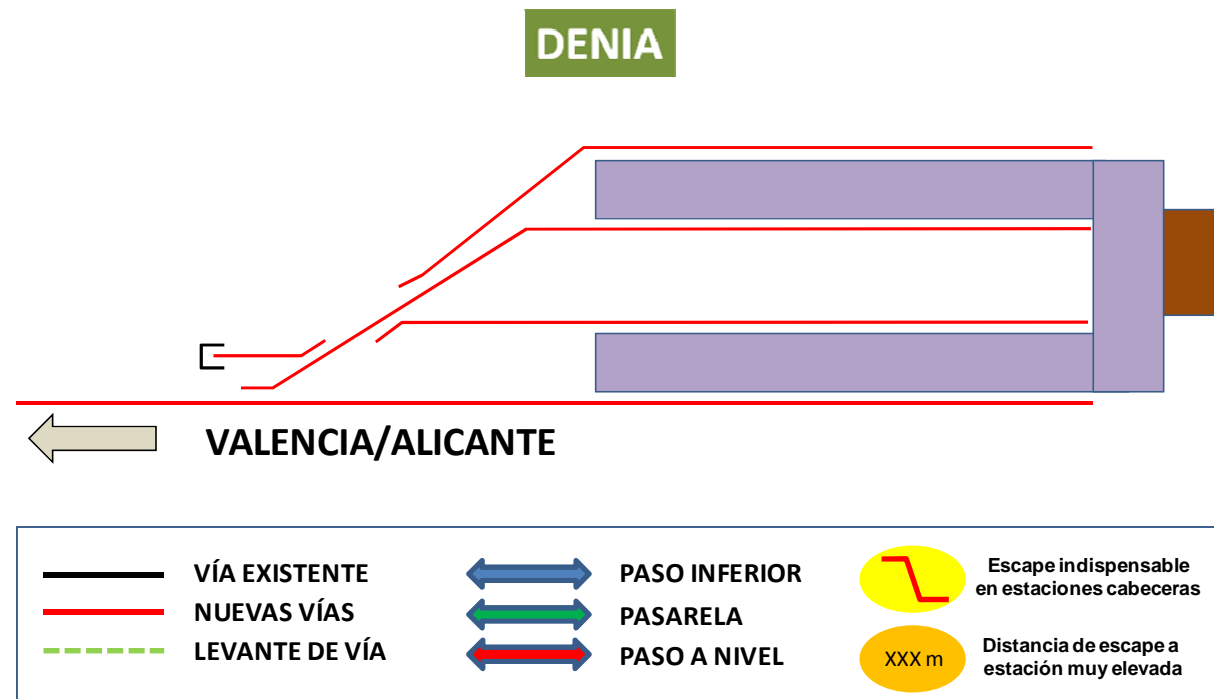 DENIA
VALENCIA/ALICANTE
VÍA EXISTENTE
NUEVAS VÍAS
LEVANTE DE VÍA
PASO INFERIOR
PASARELA
PASO A NIVEL
Escape indispensable
en estaciones cabeceras
XXX m
Distancia de escape a
estación muy elevada